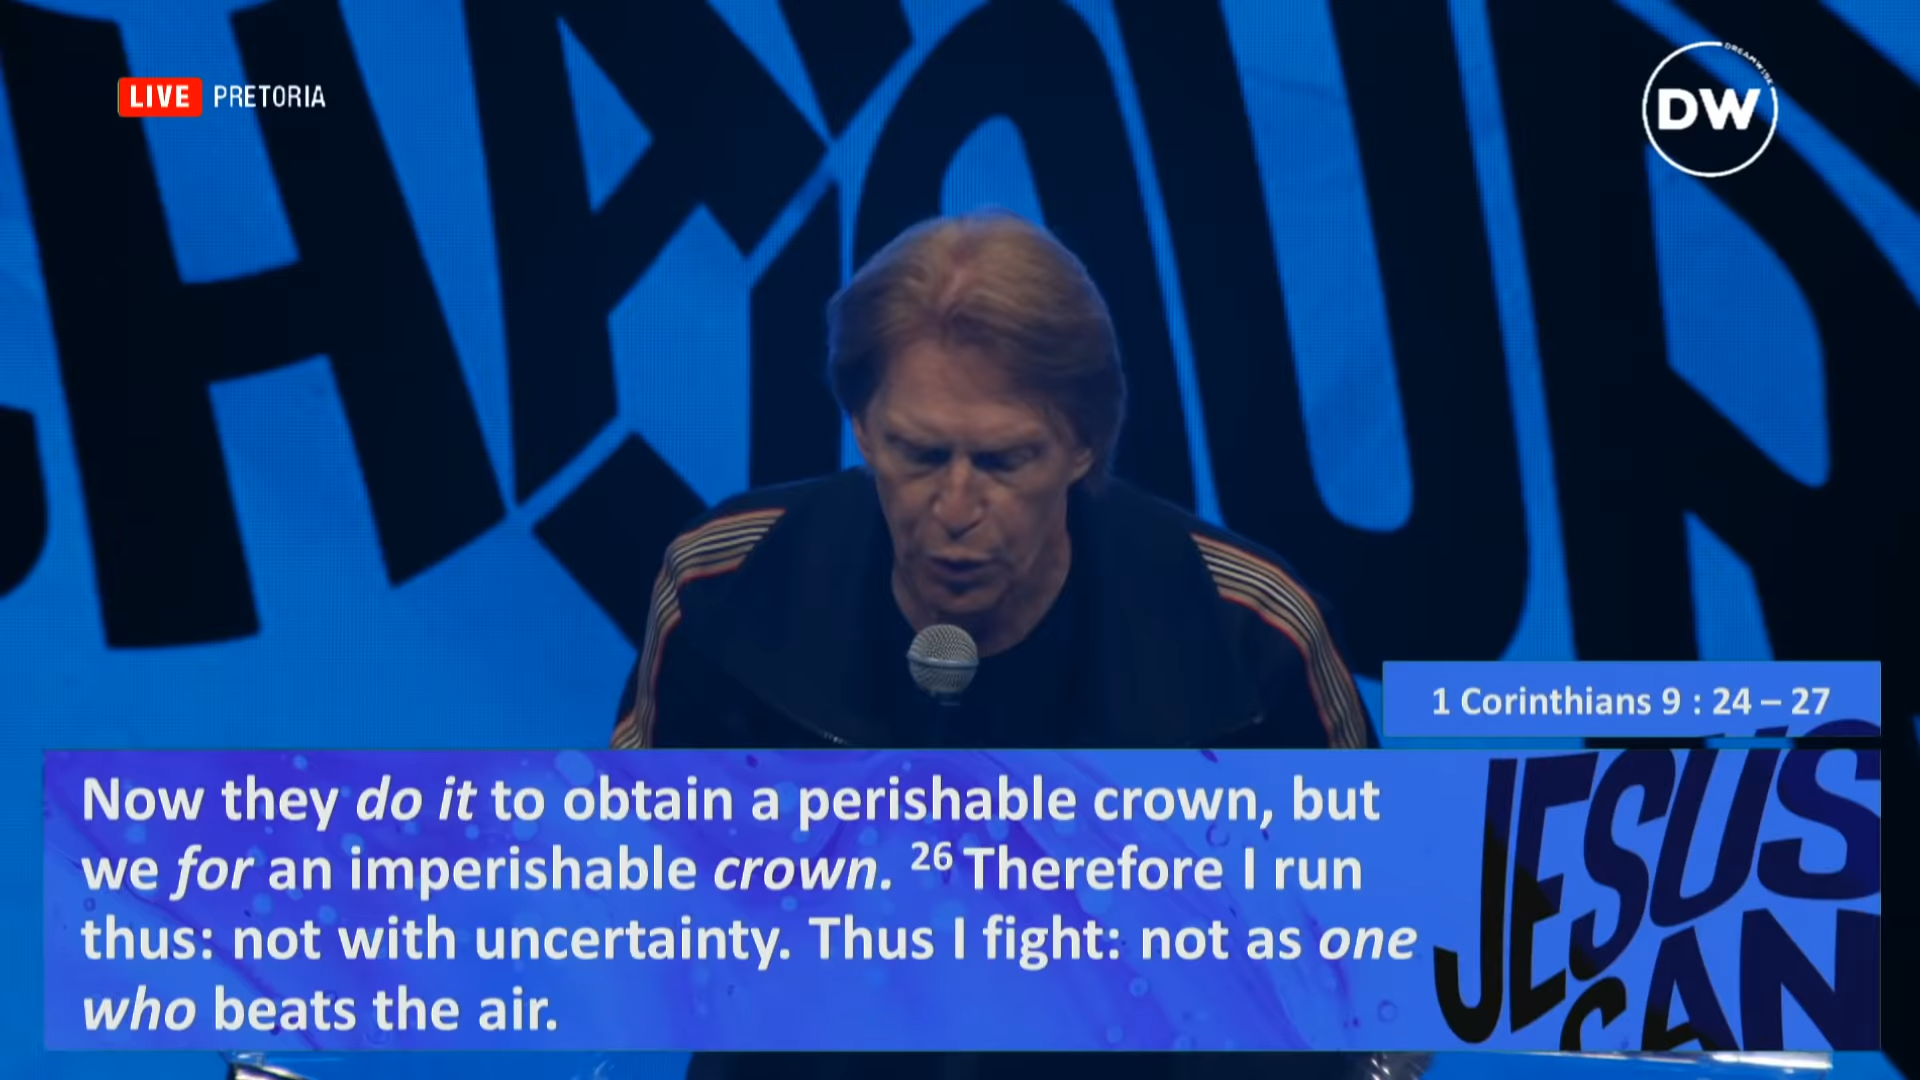 LIVE PRETORIA
DREAMWISE
DW
1 Corinthians 9 : 24 – 27
Now they do it to obtain a perishable crown, but
we for an imperishable crown. 26 Therefore I run
thus: not with uncertainty. Thus I fight: not as one
who beats the air.
JESUS
CAN